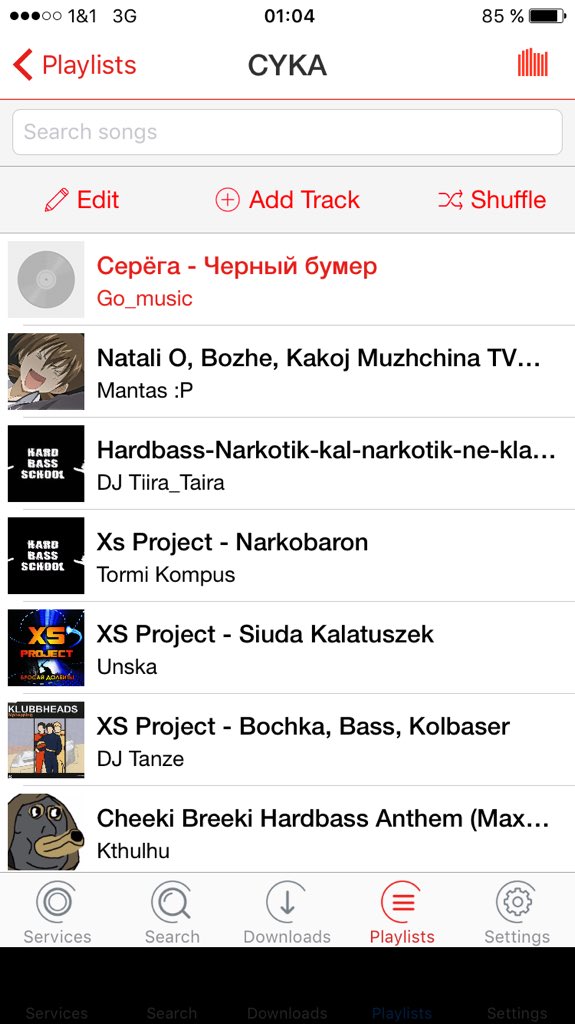 1&1 3G 01:04 85 %
Playlists CYKA
Search songs
Edit Add Track Shuffle
Серёга - Черный бумер
Go_music
Natali O, Bozhe, Kakoj Muzhchina TV…
Mantas :P
HARD
BASS
SCHOOL
Hardbass-Narkotik-kal-narkotik-ne-kla…
DJ Tiira_Taira
HARD
BASS
SCHOOL
Xs Project - Narkobaron
Tormi Kompus
XS
PROJECT
XS Project - Siuda Kalatuszek
Unska
KLUBBHEADS
XS Project - Bochka, Bass, Kolbaser
DJ Tanze
Cheeki Breeki Hardbass Anthem (Max…
Kthulhu
Services Search Downloads Playlists Settings
Services Search Downloads Playlists Settings